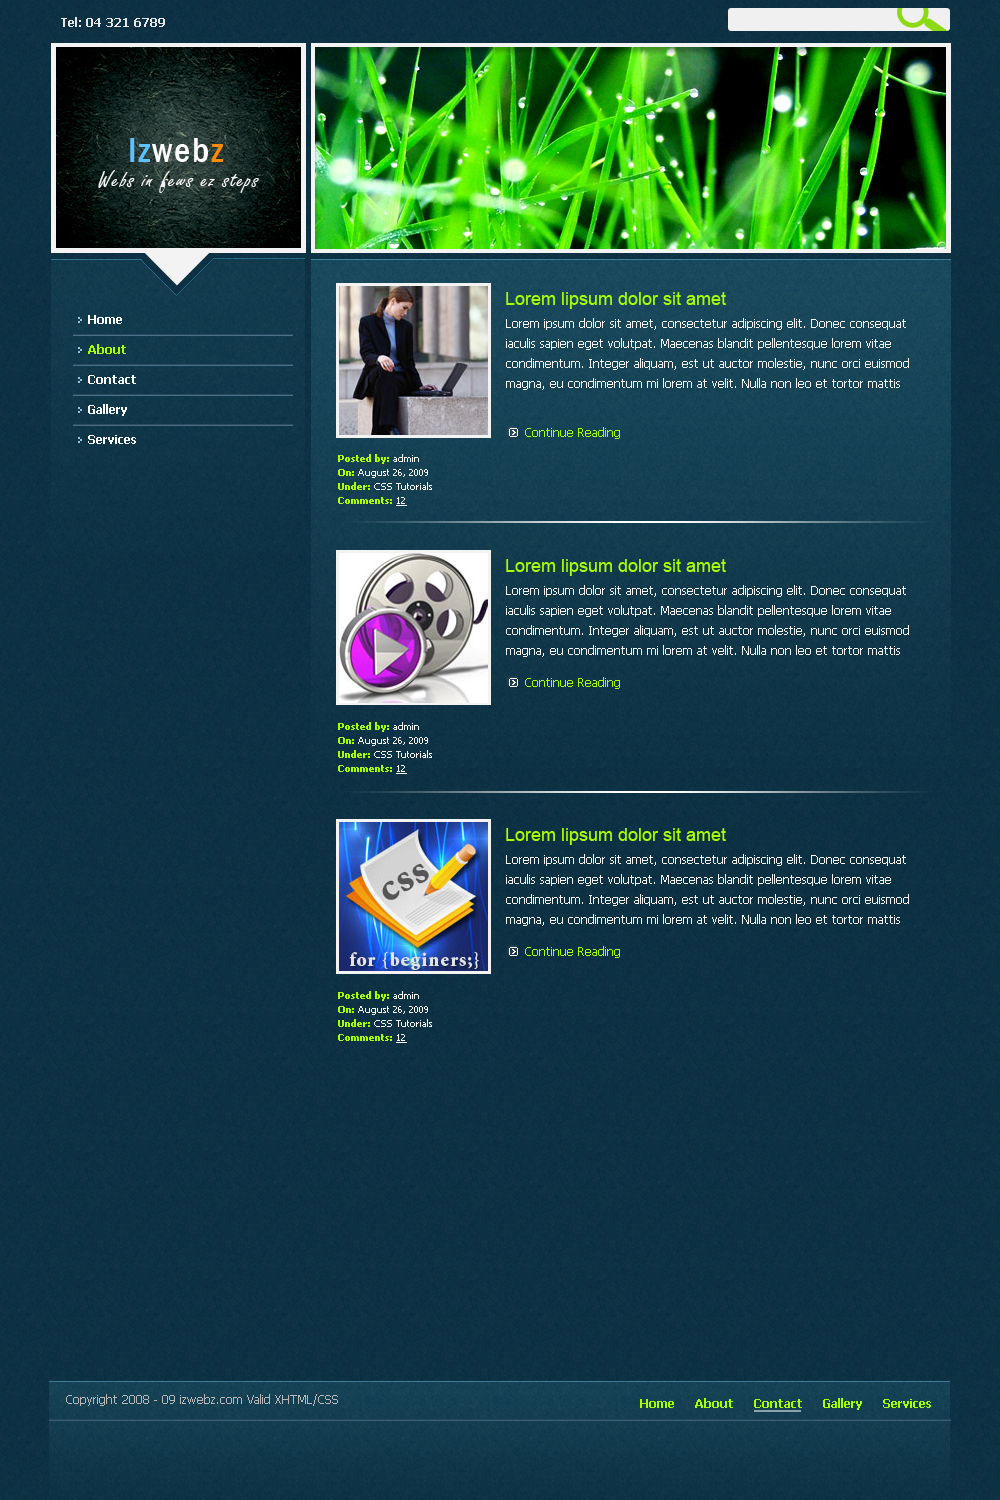 Tel: 04 321 6789
Izwebz
Webs in fews ez steps
Home
About
Contact
Gallery
Services
Lorem lipsum dolor sit amet
Lorem ipsum dolor sit amet, consectetur adipiscing elit. Donec consequat
iaculis sapien eget volutpat. Maecenas blandit pellentesque lorem vitae
condimentum. Integer aliquam, est ut auctor molestie, nunc orci euismod
magna, eu condimentum mi lorem at velit. Nulla non leo et tortor mattis
Continue Reading
Posted by: admin
On: August 26, 2009
Under: CSS Tutorials
Comments: 12
Lorem lipsum dolor sit amet
Lorem ipsum dolor sit amet, consectetur adipiscing elit. Donec consequat
iaculis sapien eget volutpat. Maecenas blandit pellentesque lorem vitae
condimentum. Integer aliquam, est ut auctor molestie, nunc orci euismod
magna, eu condimentum mi lorem at velit. Nulla non leo et tortor mattis
Continue Reading
Posted by: admin
On: August 26, 2009
Under: CSS Tutorials
Comments: 12
CSS
for {beginers;}
Lorem lipsum dolor sit amet
Lorem ipsum dolor sit amet, consectetur adipiscing elit. Donec consequat
iaculis sapien eget volutpat. Maecenas blandit pellentesque lorem vitae
condimentum. Integer aliquam, est ut auctor molestie, nunc orci euismod
magna, eu condimentum mi lorem at velit. Nulla non leo et tortor mattis
Continue Reading
Posted by: admin
On: August 26, 2009
Under: CSS Tutorials
Comments: 12
Copyright 2008 - 09 izwebz.com Valid XHTML/CSS
Home About Contact Gallery Services